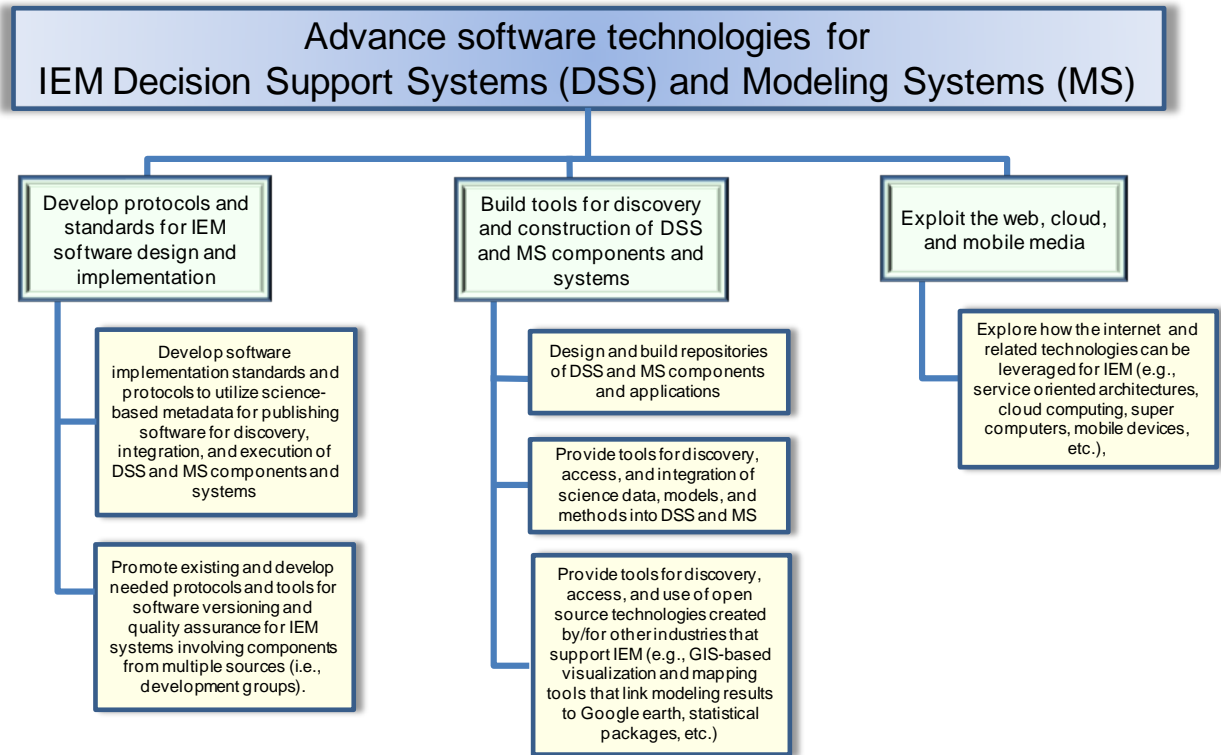 Advance software technologies for
IEM Decision Support Systems (DSS) and Modeling Systems (MS)
Develop protocols and
standards for IEM
software design and
implementation
Develop software
implementation standards and
protocols to utilize science-
based metadata for publishing
software for discovery,
integration, and execution of
DSS and MS components and
systems
Promote existing and develop
needed protocols and tools for
software versioning and
quality assurance for IEM
systems involving components
from multiple sources (i.e.,
development groups).
Build tools for discovery
and construction of DSS
and MS components and
systems
Design and build repositories
of DSS and MS components
and applications
Provide tools for discovery,
access, and integration of
science data, models, and
methods into DSS and MS
Provide tools for discovery,
access, and use of open
source technologies created
by/for other industries that
support IEM (e.g., GIS-based
visualization and mapping
tools that link modeling results
to Google earth, statistical
packages, etc.)
Exploit the web, cloud,
and mobile media
Explore how the internet and
related technologies can be
leveraged for IEM (e.g.,
service oriented architectures,
cloud computing, super
computers, mobile devices,
etc.),